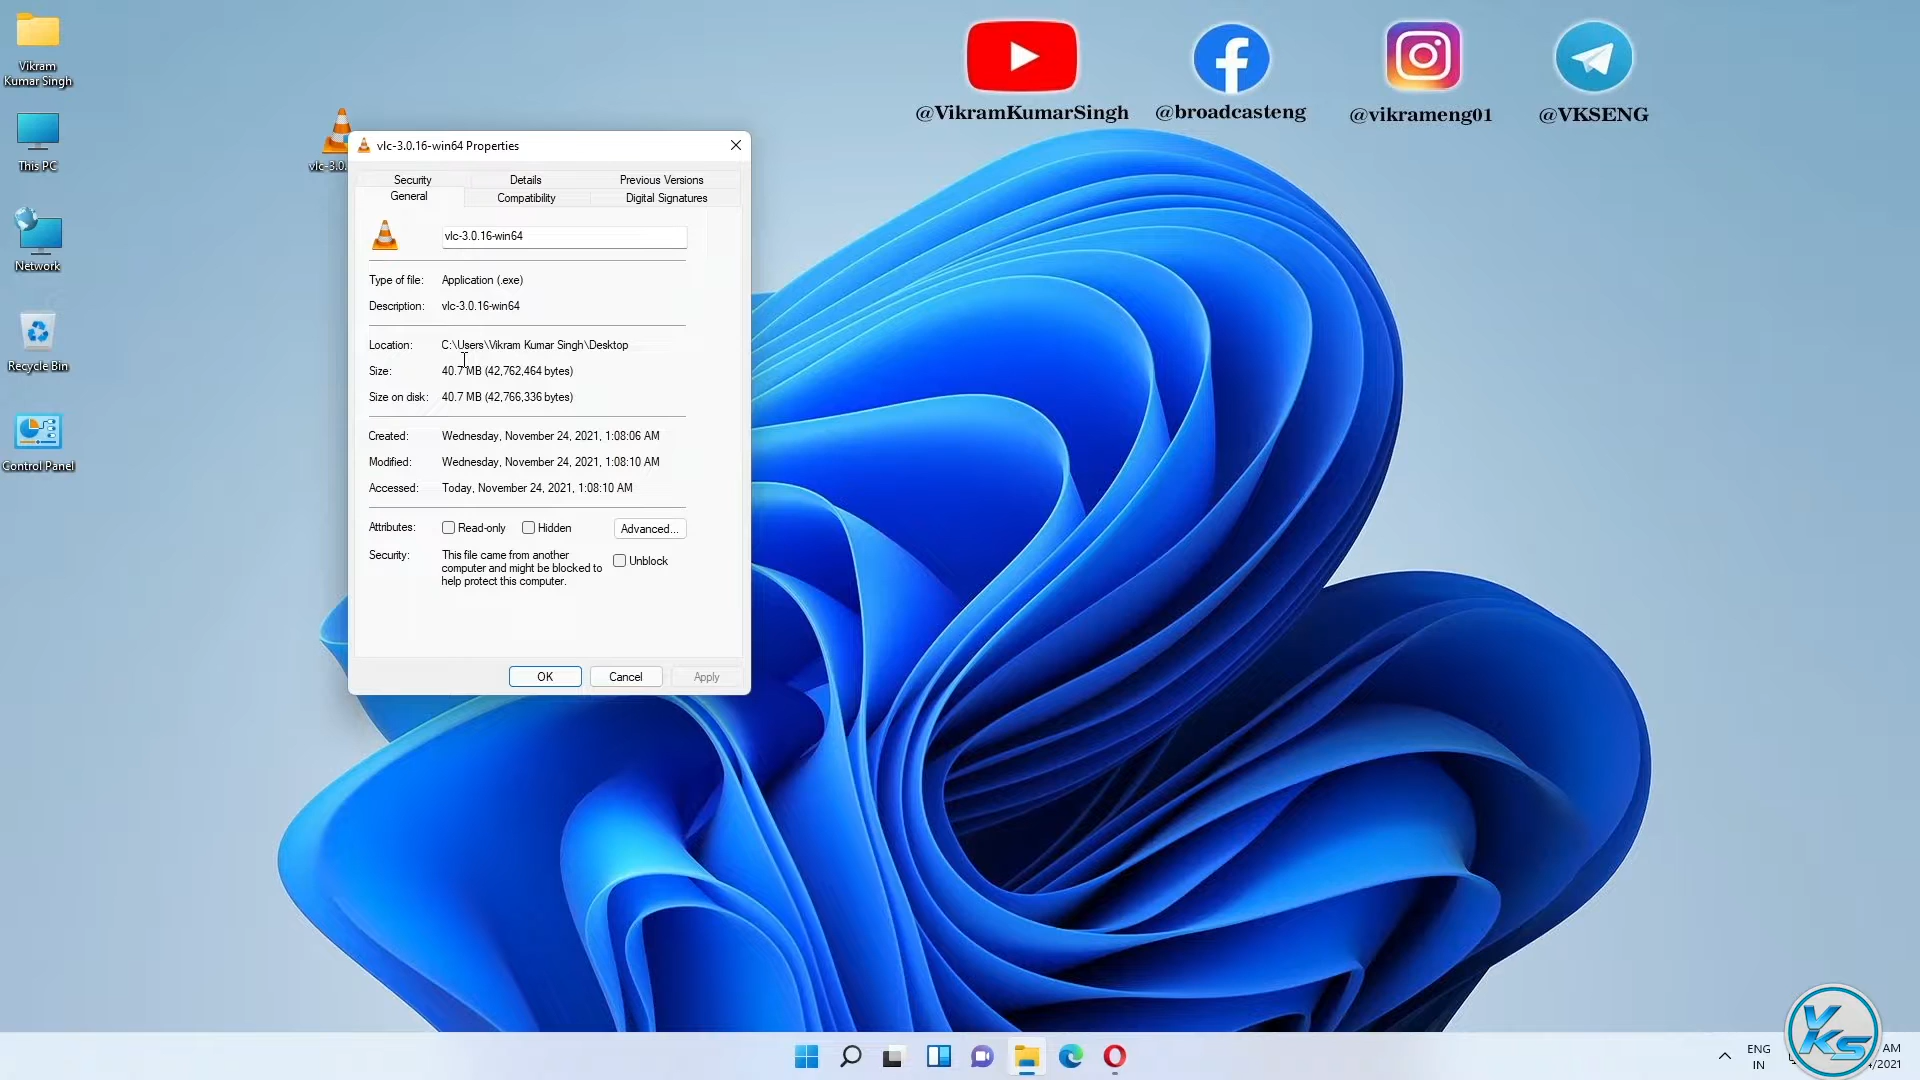 Vikram
Kumar Singh
This PC
Network
Recycle Bin
Control Panel
vlc-3.0.
@VikramKumarSingh
@broadcasteng
@vikrameng01
@VKSENG
vlc-3.0.16-win64 Properties
Security
Details
Previous Versions
General
Compatibility
Digital Signatures
vlc-3.0.16-win64
Type of file: Application (.exe)
Description: vlc-3.0.16-win64
Location: C:\Users\Vikram Kumar Singh\Desktop
Size: 40.7 MB (42,762,464 bytes)
Size on disk: 40.7 MB (42,766,336 bytes)
Created: Wednesday, November 24, 2021, 1:08:06 AM
Modified: Wednesday, November 24, 2021, 1:08:10 AM
Accessed: Today, November 24, 2021, 1:08:10 AM
Attributes: Read-only Hidden Advanced...
Security: This file came from another
computer and might be blocked to
help protect this computer.
Unblock
OK
Cancel
Apply
ENG
IN
VKS
AM
/2021